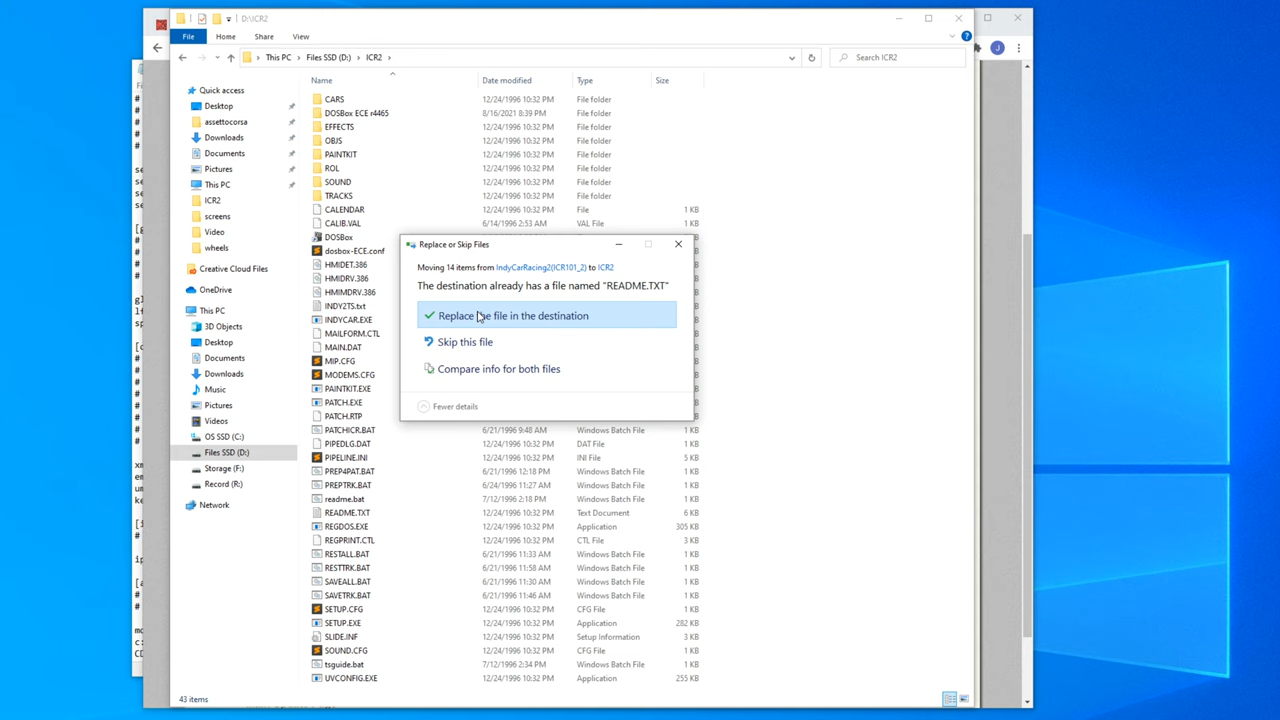 D:\ICR2
File Home Share View
This PC > Files SSD (D:) > ICR2 >
Search ICR2
J
Name Date modified Type Size
Quick access
Desktop
assettocorsa
Downloads
Documents
Pictures
This PC
ICR2
screens
Video
wheels
Creative Cloud Files
OneDrive
This PC
3D Objects
Desktop
Documents
Downloads
Music
Pictures
Videos
OS SSD (C:)
Files SSD (D:)
Storage (F:)
Record (R:)
Network
CARS 12/24/1996 10:32 PM File folder
DOSBox ECE r4465 8/16/2021 8:39 PM File folder
EFFECTS 12/24/1996 10:32 PM File folder
OBJS 12/24/1996 10:32 PM File folder
PAINTKIT 12/24/1996 10:32 PM File folder
ROL 12/24/1996 10:32 PM File folder
SOUND 12/24/1996 10:32 PM File folder
TRACKS 12/24/1996 10:32 PM File folder
CALENDAR 12/24/1996 10:32 PM File 1 KB
CALIB.VAL 6/14/1996 2:53 AM VAL File 1 KB
DOSBox
dosbox-ECE.conf
HMIDET.386
HMIDRV.386
HMIMDRV.386
INDY2TS.txt
INDYCAR.EXE
MAILFORM.CTL
MAIN.DAT
MIP.CFG
MODEMS.CFG
PAINTKIT.EXE
PATCH.EXE
PATCH.RTP
PATCHICR.BAT 6/21/1996 9:48 AM Windows Batch File 1 KB
PIPEDLG.DAT 12/24/1996 10:32 PM DAT File 4 KB
PIPELINE.INI 12/24/1996 10:32 PM INI File 5 KB
PREP4PAT.BAT 6/21/1996 12:18 PM Windows Batch File 1 KB
PREPTRK.BAT 6/24/1996 11:27 AM Windows Batch File 1 KB
readme.bat 7/12/1996 2:18 PM Windows Batch File 1 KB
README.TXT 12/24/1996 10:32 PM Text Document 6 KB
REGDOS.EXE 12/24/1996 10:32 PM Application 305 KB
REGPRINT.CTL 12/24/1996 10:32 PM CTL File 3 KB
RESTALL.BAT 6/21/1996 11:33 AM Windows Batch File 1 KB
RESTTRK.BAT 6/21/1996 11:58 AM Windows Batch File 1 KB
SAVEALL.BAT 6/21/1996 11:30 AM Windows Batch File 1 KB
SAVETRK.BAT 6/21/1996 11:46 AM Windows Batch File 1 KB
SETUP.CFG 12/24/1996 10:32 PM CFG File 1 KB
SETUP.EXE 12/24/1996 10:32 PM Application 282 KB
SLIDE.INF 12/24/1996 10:32 PM Setup Information 3 KB
SOUND.CFG 12/24/1996 10:32 PM CFG File 1 KB
tsguide.bat 7/12/1996 2:34 PM Windows Batch File 1 KB
UVCONFIG.EXE 12/24/1996 10:32 PM Application 255 KB
43 items
Replace or Skip Files
Moving 14 items from IndyCarRacing2(ICR101_2) to ICR2
The destination already has a file named "README.TXT"
Replace the file in the destination
Skip this file
Compare info for both files
Fewer details